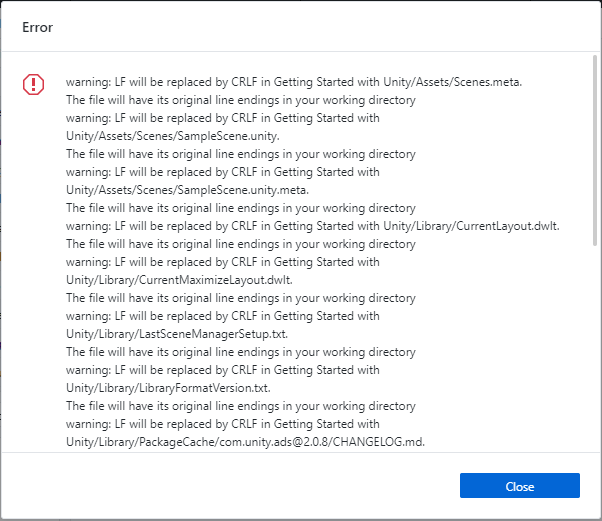 Error
warning: LF will be replaced by CRLF in Getting Started with Unity/Assets/Scenes.meta.
The file will have its original line endings in your working directory
warning: LF will be replaced by CRLF in Getting Started with
Unity/Assets/Scenes/SampleScene.unity.
The file will have its original line endings in your working directory
warning: LF will be replaced by CRLF in Getting Started with
Unity/Assets/Scenes/SampleScene.unity.meta.
The file will have its original line endings in your working directory
warning: LF will be replaced by CRLF in Getting Started with Unity/Library/CurrentLayout.dwlt.
The file will have its original line endings in your working directory
warning: LF will be replaced by CRLF in Getting Started with
Unity/Library/CurrentMaximizeLayout.dwlt.
The file will have its original line endings in your working directory
warning: LF will be replaced by CRLF in Getting Started with
Unity/Library/LastSceneManagerSetup.txt.
The file will have its original line endings in your working directory
warning: LF will be replaced by CRLF in Getting Started with
Unity/Library/LibraryFormatVersion.txt.
The file will have its original line endings in your working directory
warning: LF will be replaced by CRLF in Getting Started with
Unity/Library/PackageCache/com.unity.ads@2.0.8/CHANGELOG.md.
Close